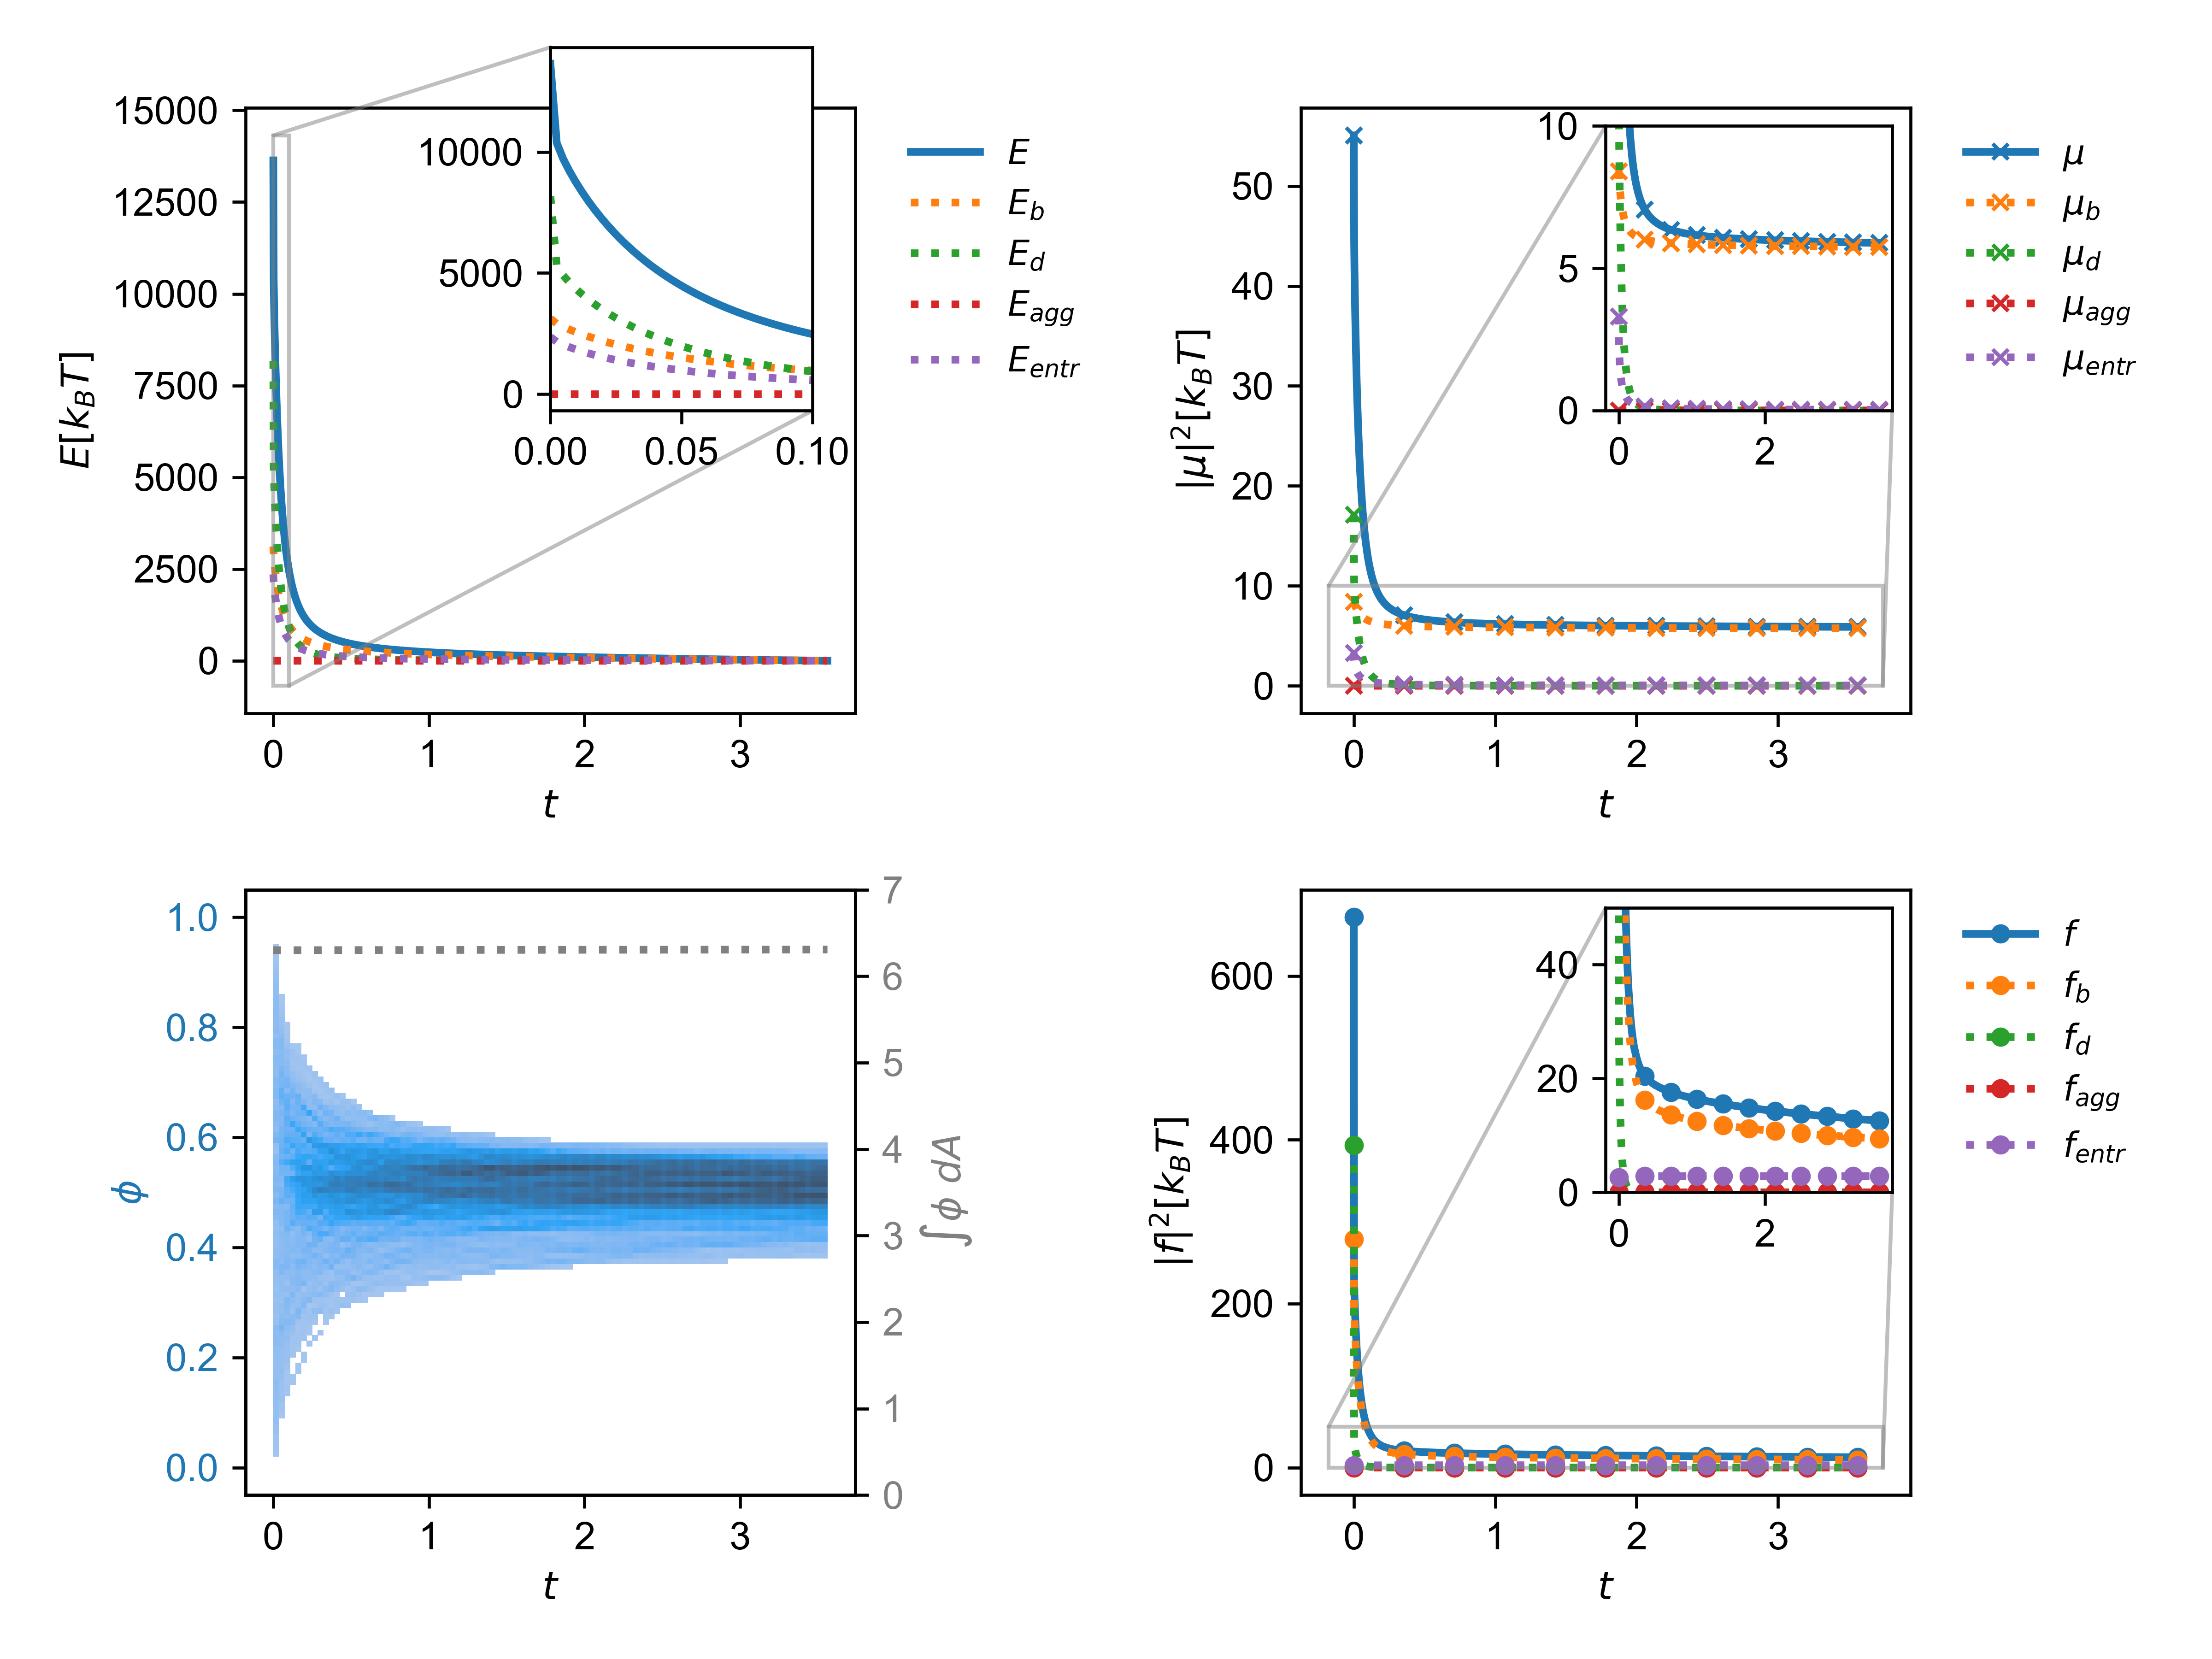 15000
12500
10000
7500
5000
2500
0
E[k_BT]
0 1 2 3
t
10000
5000
0
0.00 0.05 0.10
E
E_b
E_d
E_agg
E_entr
50
40
30
20
10
0
|μ|²[k_BT]
0 1 2 3
t
10
5
0
0 2
μ
μ_b
μ_d
μ_agg
μ_entr
1.0
0.8
0.6
0.4
0.2
0.0
ϕ
0 1 2 3
t
7
6
5
4
3
2
1
0
∫ϕ dA
600
400
200
0
|f|²[k_BT]
0 1 2 3
t
40
20
0
0 2
f
f_b
f_d
f_agg
f_entr